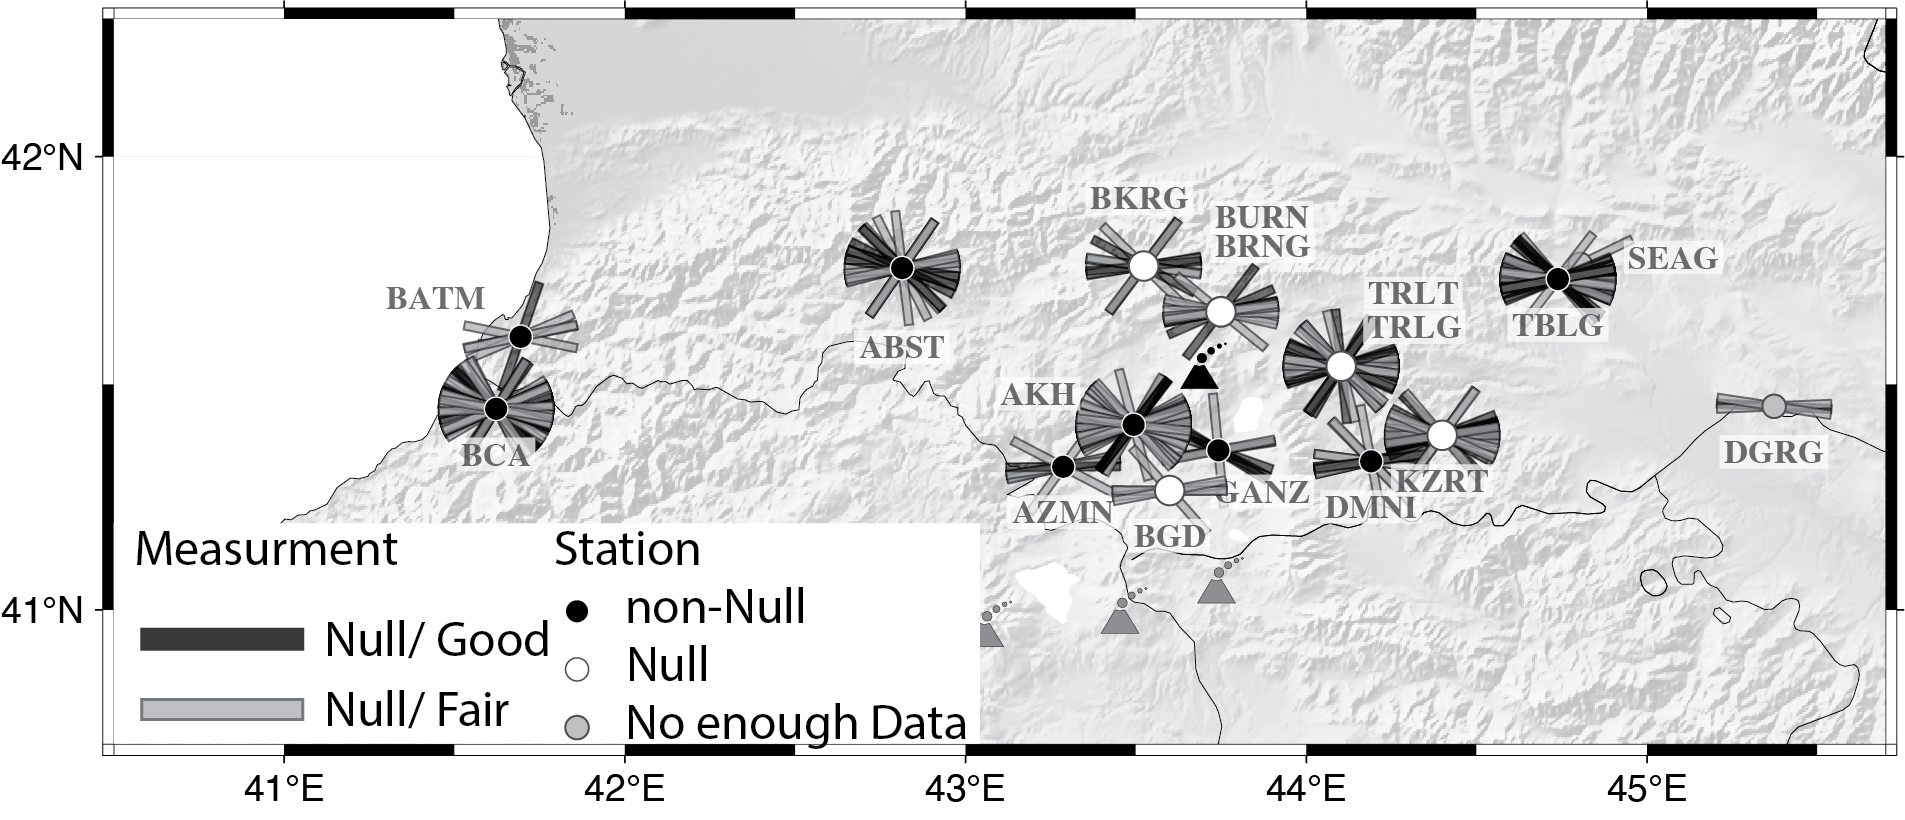 42°N
41°N
BKRG
BURN
BRNG
SEAG
TRLT
TRLG
BATM
TBLG
ABST
AKH
BCA
DGRG
KZRT
GANZ
DMNI
AZMN
BGD
Measurment
Station
non-Null
Null/ Good
Null
Null/ Fair
No enough Data
41°E
42°E
43°E
44°E
45°E